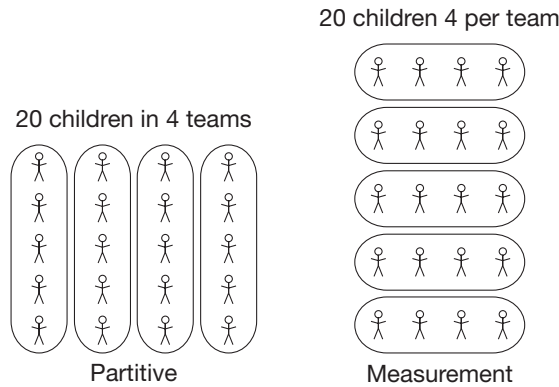 20 children 4 per team
20 children in 4 teams
Partitive
Measurement